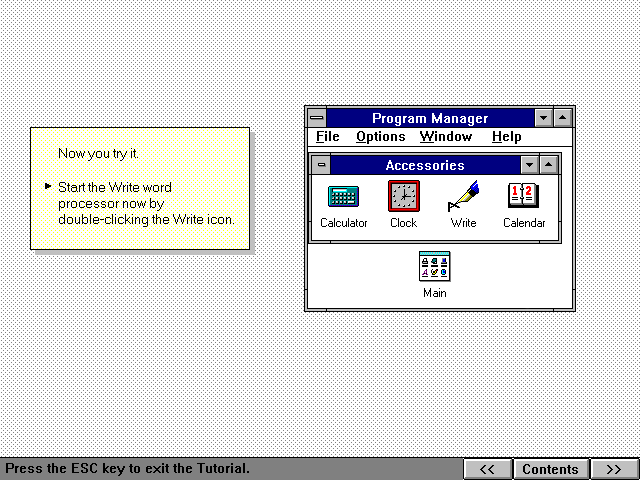 Now you try it.
Start the Write word
processor now by
double-clicking the Write icon.
Program Manager
File Options Window Help
Accessories
Calculator Clock Write Calendar
Main
Press the ESC key to exit the Tutorial.
<< Contents >>